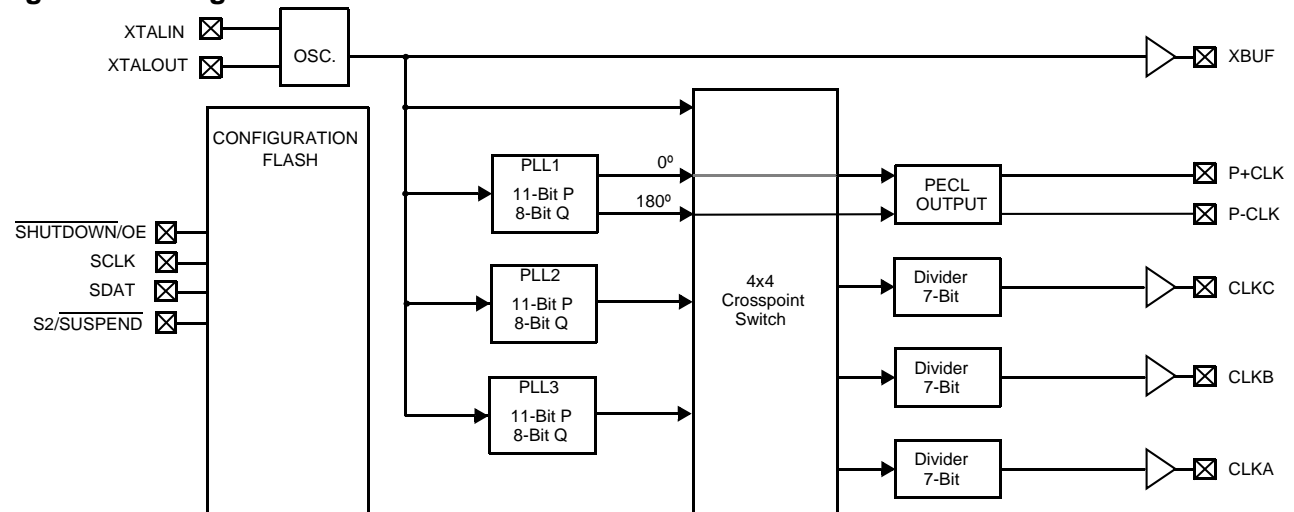 XTALIN
XTALOUT
OSC.
XBUF
CONFIGURATION
FLASH
SHUTDOWN/OE
SCLK
SDAT
S2/SUSPEND
PLL1
11-Bit P
8-Bit Q
0º
180º
PLL2
11-Bit P
8-Bit Q
PLL3
11-Bit P
8-Bit Q
4x4
Crosspoint
Switch
PECL
OUTPUT
P+CLK
P-CLK
Divider
7-Bit
CLKC
Divider
7-Bit
CLKB
Divider
7-Bit
CLKA